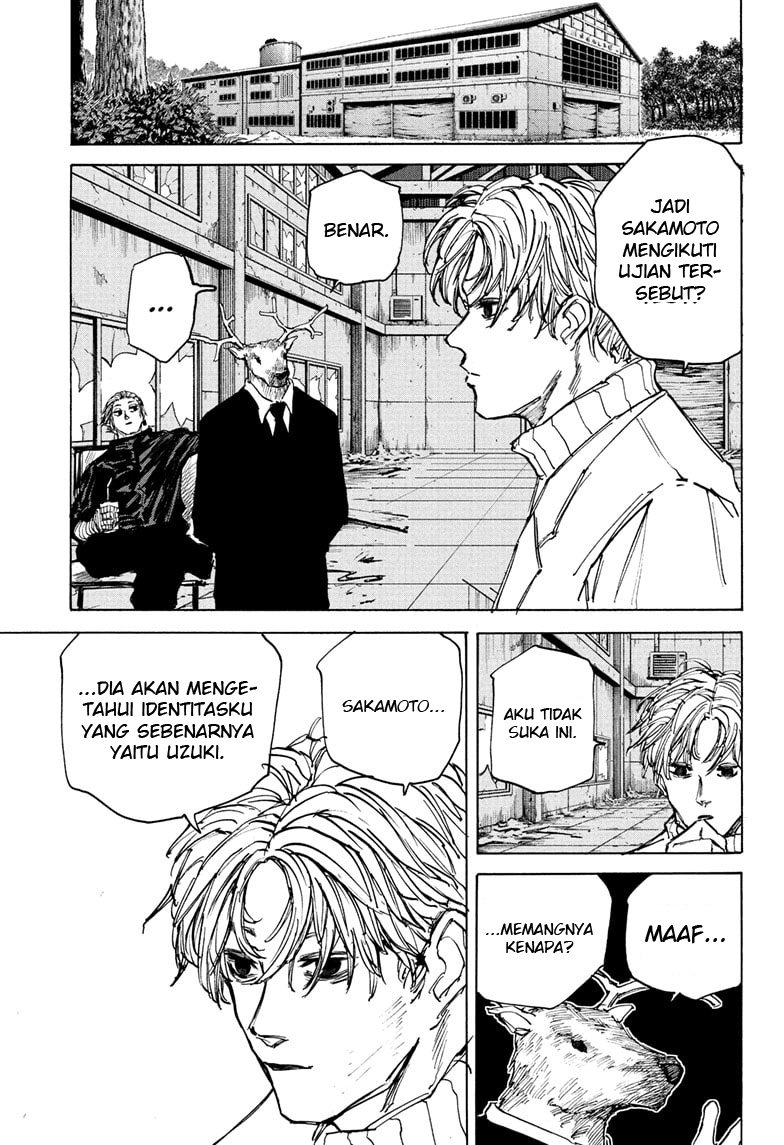 JADI
SAKAMOTO
MENGIKUTI
UJIAN TER-
SEBUT?
BENAR.
...
AKU TIDAK
SUKA INI.
MAAF...
...MEMANGNYA
KENAPA?
SAKAMOTO...
...DIA AKAN MENGE-
TAHUI IDENTITASKU
YANG SEBENARNYA
YAITU UZUKI.